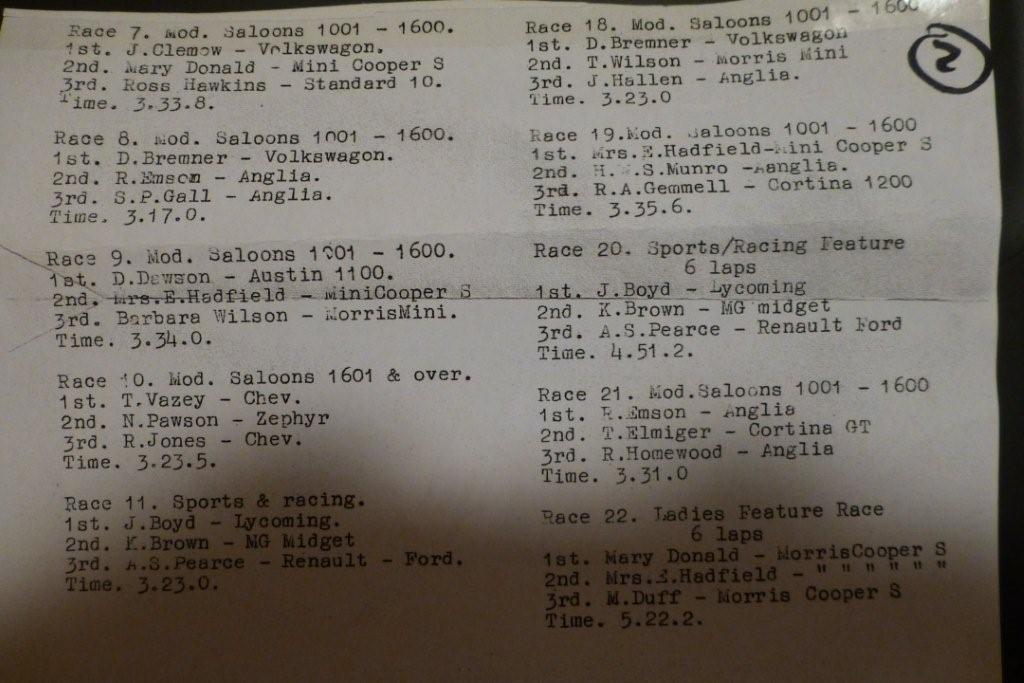 Race 7. Mod. Saloons 1001 - 1600.
1st. J.Clemow - Volkswagon.
2nd. Mary Donald - Mini Cooper S
3rd. Ross Hawkins - Standard 10.
Time. 3.33.8.
Race 8. Mod. Saloons 1001 - 1600.
1st. D.Bremner - Volkswagon.
2nd. R.Emson - Anglia.
3rd. S.P.Gall - Anglia.
Time. 3.17.0.
Race 9. Mod. Saloons 1001 - 1600.
1st. D.Dawson - Austin 1100.
2nd. Mrs.E.Hadfield - MiniCooper S
3rd. Barbara Wilson - MorrisMini.
Time. 3.34.0.
Race 10. Mod. Saloons 1601 & over.
1st. T.Vazey - Chev.
2nd. N.Pawson - Zephyr
3rd. R.Jones - Chev.
Time. 3.23.5.
Race 11. Sports & racing.
1st. J.Boyd - Lycoming.
2nd. K.Brown - MG Midget
3rd. A.S.Pearce - Renault - Ford.
Time. 3.23.0.
2
Race 18. Mod. Saloons 1001 - 1600
1st. D.Bremner - Volkswagon
2nd. T.Wilson - Morris Mini
3rd. J.Hallen - Anglia.
Time. 3.23.0
Race 19.Mod. Saloons 1001 - 1600
1st. Mrs.E.Hadfield-Mini Cooper S
2nd. H. .S.Munro -Aanglia.
3rd. R.A.Gemmell - Cortina 1200
Time. 3.35.6.
Race 20. Sports/Racing Feature
6 laps
1st. J.Boyd - Lycoming
2nd. K.Brown - MG midget
3rd. A.S.Pearce - Renault Ford
Time. 4.51.2.
Race 21. Mod.Saloons 1001 - 1600
1st. R.Emson - Anglia
2nd. T.Elmiger - Cortina GT
3rd. R.Homewood - Anglia
Time. 3.31.0
Race 22. Ladies Feature Race
6 laps
1st. Mary Donald - MorrisCooper S
2nd. Mrs.E.Hadfield - " " " " " "
3rd. M.Duff - Morris Cooper S
Time. 5.22.2.